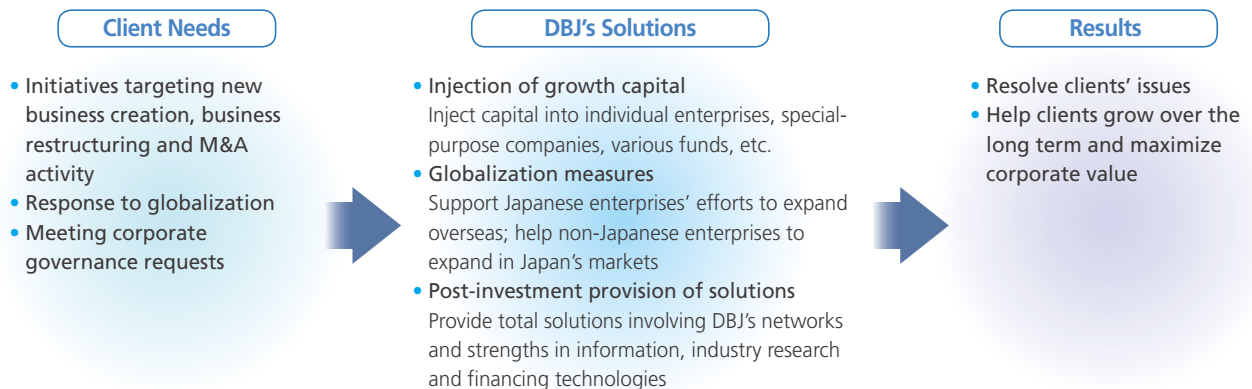 Client Needs
• Initiatives targeting new
business creation, business
restructuring and M&A
activity
• Response to globalization
• Meeting corporate
governance requests
DBJ's Solutions
• Injection of growth capital
Inject capital into individual enterprises, special-
purpose companies, various funds, etc.
• Globalization measures
Support Japanese enterprises' efforts to expand
overseas; help non-Japanese enterprises to
expand in Japan's markets
• Post-investment provision of solutions
Provide total solutions involving DBJ's networks
and strengths in information, industry research
and financing technologies
Results
• Resolve clients' issues
• Help clients grow over the
long term and maximize
corporate value